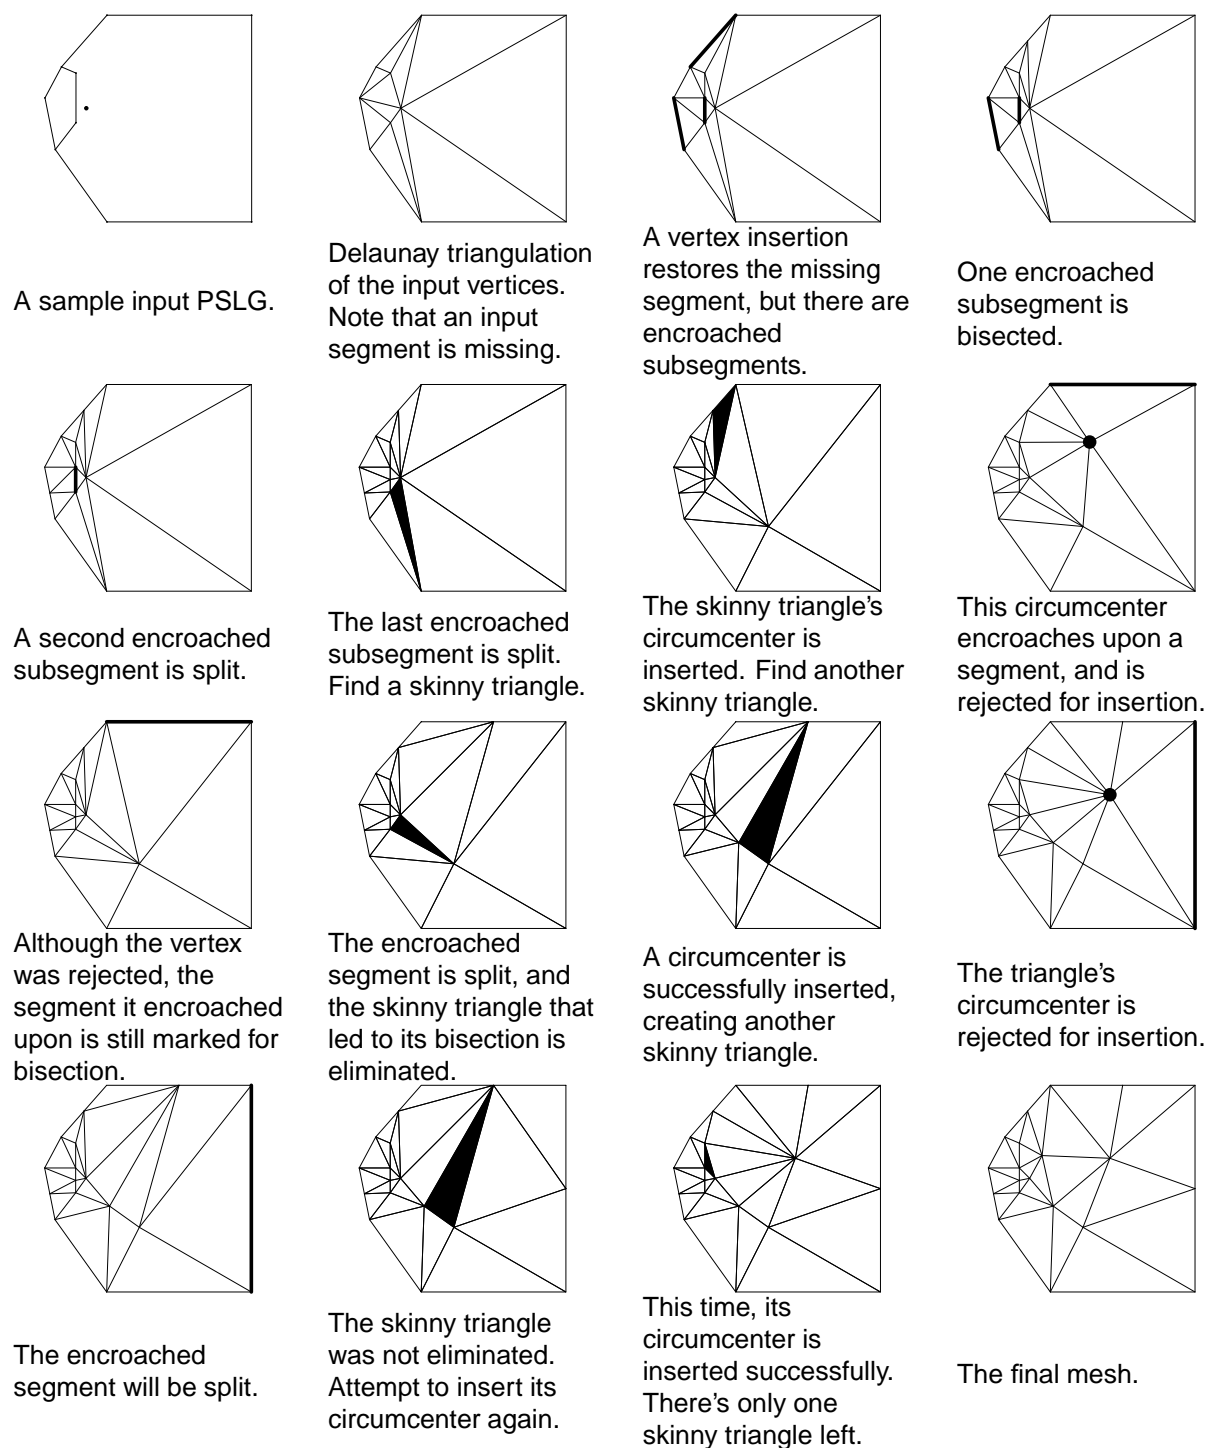 A sample input PSLG.
Delaunay triangulation
of the input vertices.
Note that an input
segment is missing.
A vertex insertion
restores the missing
segment, but there are
encroached
subsegments.
One encroached
subsegment is
bisected.
A second encroached
subsegment is split.
The last encroached
subsegment is split.
Find a skinny triangle.
The skinny triangle's
circumcenter is
inserted. Find another
skinny triangle.
This circumcenter
encroaches upon a
segment, and is
rejected for insertion.
Although the vertex
was rejected, the
segment it encroached
upon is still marked for
bisection.
The encroached
segment is split, and
the skinny triangle that
led to its bisection is
eliminated.
A circumcenter is
successfully inserted,
creating another
skinny triangle.
The triangle's
circumcenter is
rejected for insertion.
The encroached
segment will be split.
The skinny triangle
was not eliminated.
Attempt to insert its
circumcenter again.
This time, its
circumcenter is
inserted successfully.
There's only one
skinny triangle left.
The final mesh.